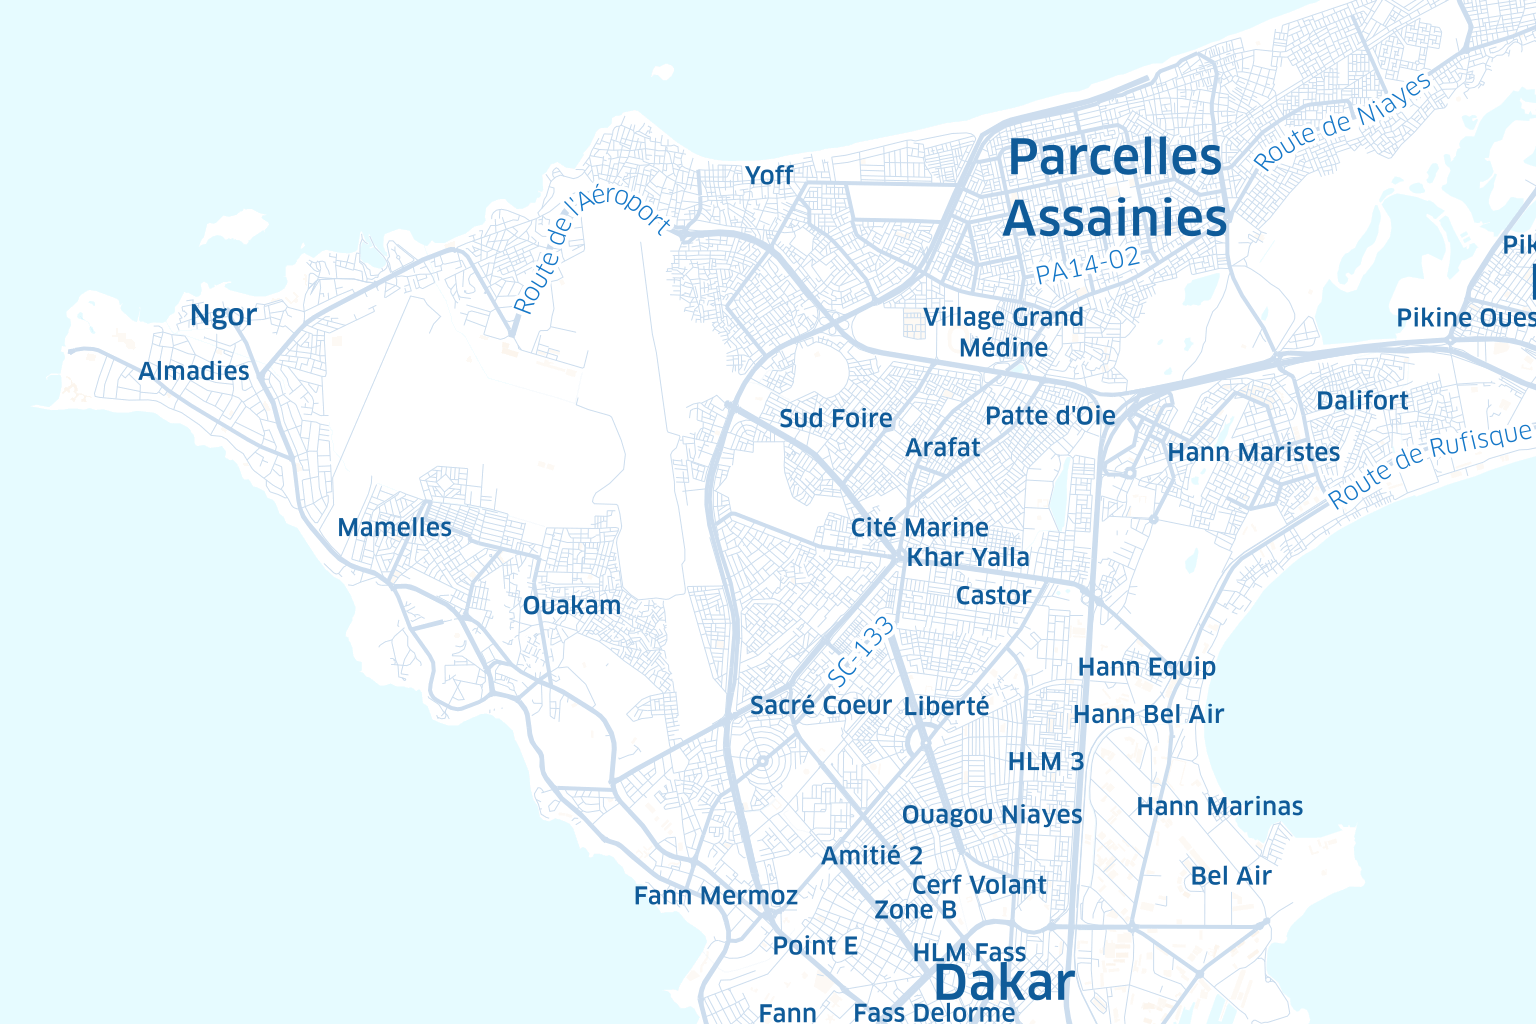 Route de Niayes
Parcelles
Assainies
Yoff
Route de l'Aéroport
PA14-02
Ngor
Almadies
Village Grand
Médine
Pikine Oues
Dalifort
Sud Foire
Patte d'Oie
Arafat
Hann Maristes
Route de Rufisque
Mamelles
Cité Marine
Khar Yalla
Castor
Ouakam
SC-133
Hann Equip
Sacré Coeur
Liberté
Hann Bel Air
HLM 3
Hann Marinas
Ouagou Niayes
Amitié 2
Bel Air
Cerf Volant
Fann Mermoz
Zone B
Point E
HLM Fass
Dakar
Fann
Fass Delorme